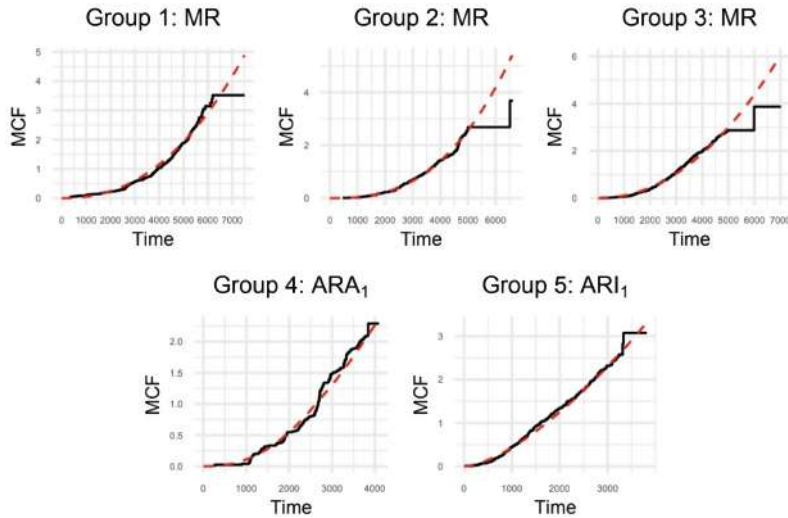 Group 1: MR
Group 2: MR
Group 3: MR
MCF
5
4
3
2
1
0
0 1000 2000 3000 4000 5000 6000 7000
Time
MCF
4
2
0
0 1000 2000 3000 4000 5000 6000
Time
MCF
6
4
2
0
0 1000 2000 3000 4000 5000 6000 7000
Time
Group 4: ARA₁
Group 5: ARI₁
MCF
2.0
1.5
1.0
0.5
0.0
0 1000 2000 3000 4000
Time
MCF
3
2
1
0
0 1000 2000 3000
Time